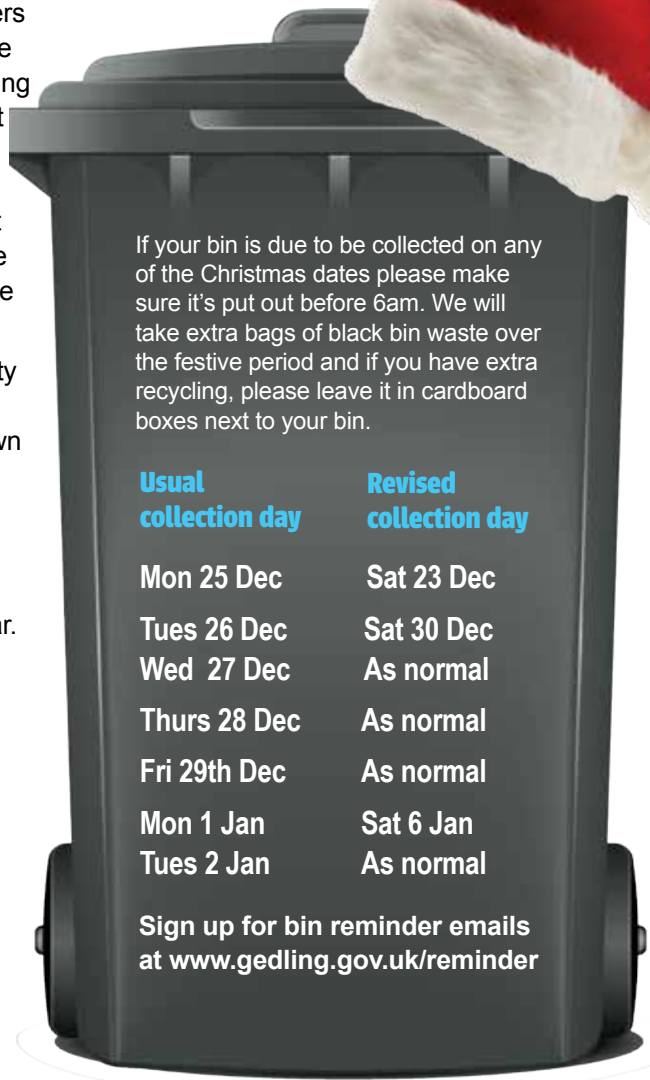 If your bin is due to be collected on any
of the Christmas dates please make
sure it's put out before 6am. We will
take extra bags of black bin waste over
the festive period and if you have extra
recycling, please leave it in cardboard
boxes next to your bin.
Usual
collection day
Revised
collection day
Mon 25 Dec Sat 23 Dec
Tues 26 Dec Sat 30 Dec
Wed 27 Dec As normal
Thurs 28 Dec As normal
Fri 29th Dec As normal
Mon 1 Jan Sat 6 Jan
Tues 2 Jan As normal
Sign up for bin reminder emails
at www.gedling.gov.uk/reminder